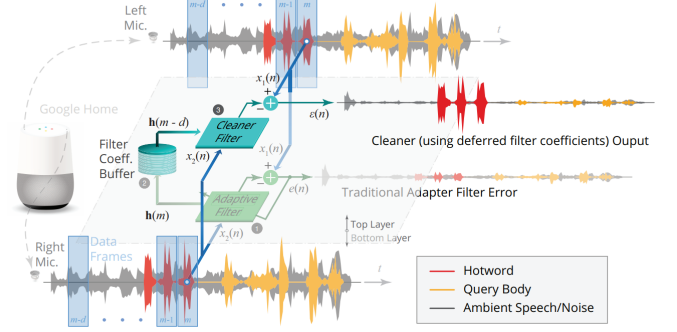 m-d
m-1
m
Left
Mic.
t
x₁(n)
+
−
ε(n)
Google Home
h(m - d)
3
Cleaner
Filter
Cleaner (using deferred filter coefficients) Ouput
Filter
Coeff.
Buffer
x₂(n)
x₁(n)
2
+
−
e(n)
Traditional Adapter Filter Error
Adaptive
Filter
h(m)
1
Top Layer
Bottom Layer
x₂(n)
Right
Mic.
Data
Frames
t
Hotword
Query Body
Ambient Speech/Noise
m-d
m-1
m